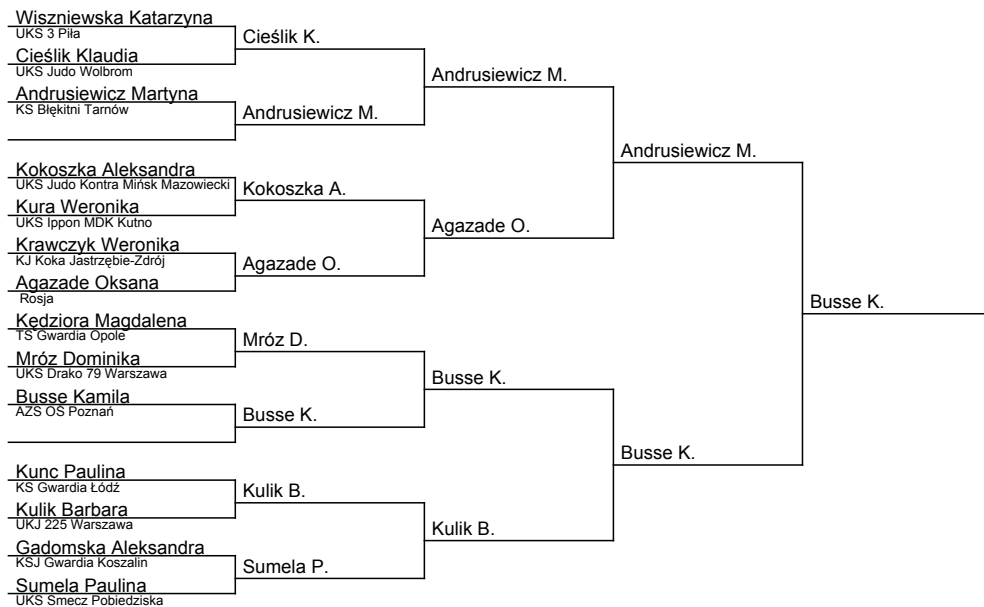 Wiszniewska Katarzyna
UKS 3 Piła
Cieślik Klaudia
UKS Judo Wolbrom
Andrusiewicz Martyna
KS Błękitni Tarnów
Kokoszka Aleksandra
UKS Judo Kontra Mińsk Mazowiecki
Kura Weronika
UKS Ippon MDK Kutno
Krawczyk Weronika
KJ Koka Jastrzębie-Zdrój
Agazade Oksana
Rosja
Kędziora Magdalena
TS Gwardia Opole
Mróz Dominika
UKS Drako 79 Warszawa
Busse Kamila
AZS OŚ Poznań
Kunc Paulina
KS Gwardia Łódź
Kulik Barbara
UKJ 225 Warszawa
Gadomska Aleksandra
KSJ Gwardia Koszalin
Sumela Paulina
UKS Smecz Pobiedziska
Cieślik K.
Andrusiewicz M.
Kokoszka A.
Agazade O.
Mróz D.
Busse K.
Kulik B.
Sumela P.
Andrusiewicz M.
Agazade O.
Busse K.
Kulik B.
Andrusiewicz M.
Busse K.
Busse K.